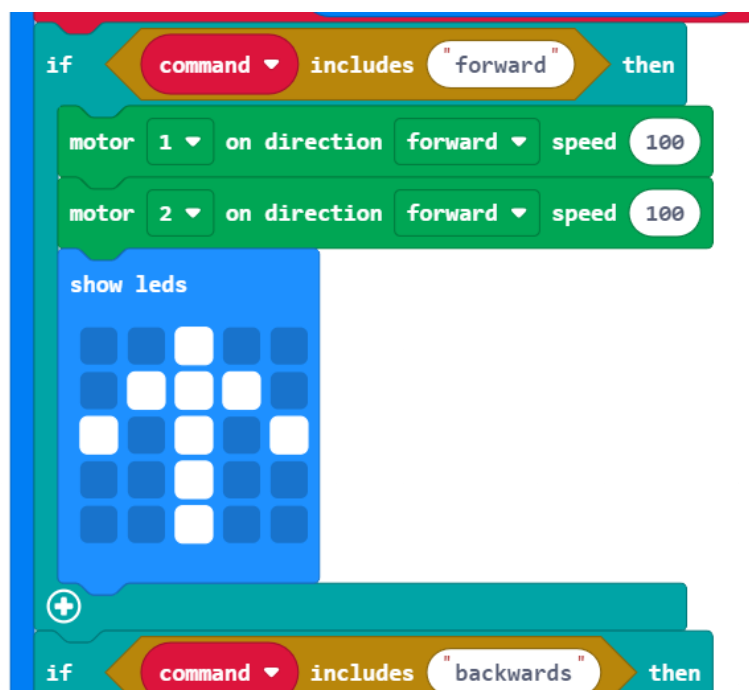 if command includes "forward" then
motor 1 on direction forward speed 100
motor 2 on direction forward speed 100
show leds
if command includes "backwards" then